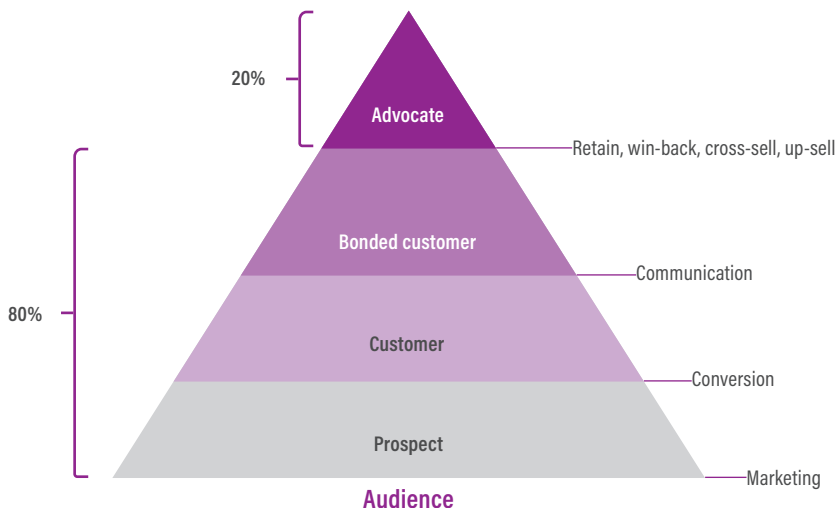 20%
Advocate
Retain, win-back, cross-sell, up-sell
Bonded customer
Communication
80%
Customer
Conversion
Prospect
Marketing
Audience